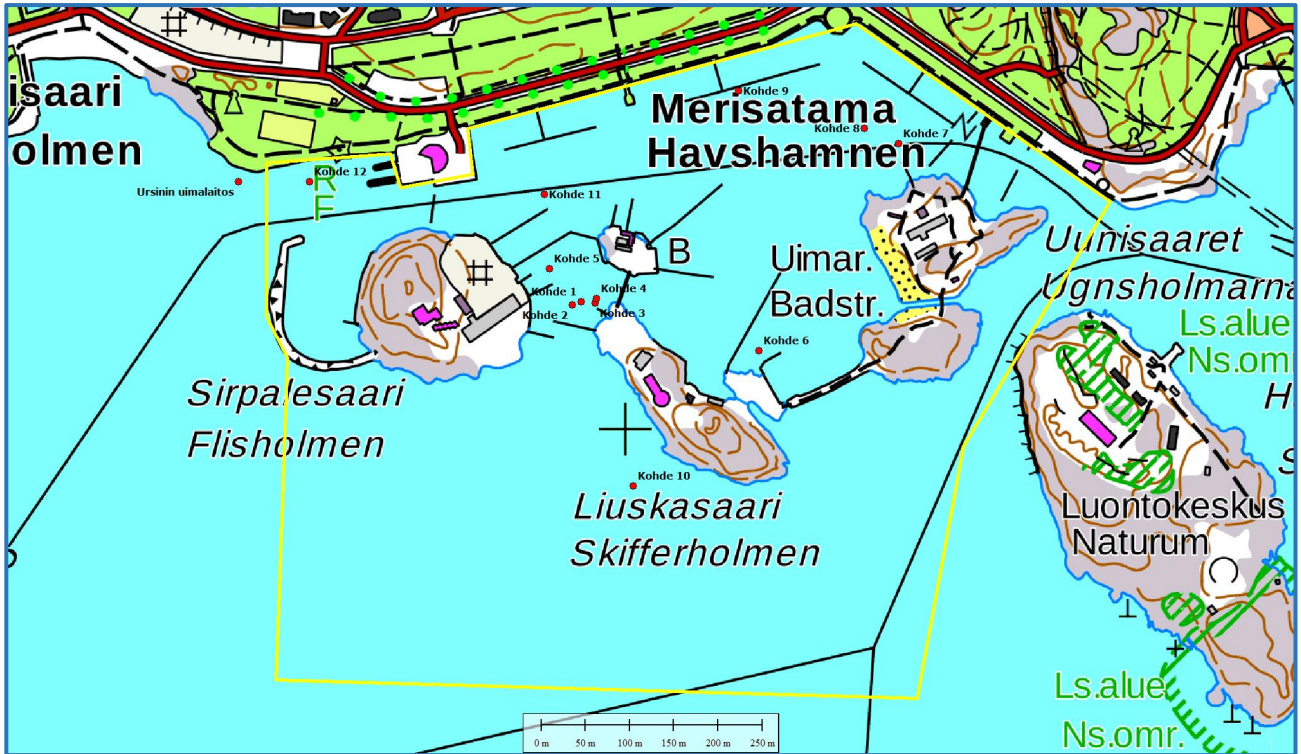 isaari
olmen
Merisatama
Havshamnen
Kohde 9
Kohde 8
Kohde 7
Ursinin uimalaitos
Kohde 12
R
F
Kohde 11
B
Kohde 5
Kohde 1
Kohde 2
Kohde 4
Kohde 3
Kohde 6
Uimar.
Badstr.
Uunisaaret
Ugnsholmarna
Ls.alue
Ns.omr
H
S
Sirpalesaari
Flisholmen
Kohde 10
Liuskasaari
Skifferholmen
Luontokeskus
Naturum
Ls.alue
Ns.omr.
0 m 50 m 100 m 150 m 200 m 250 m